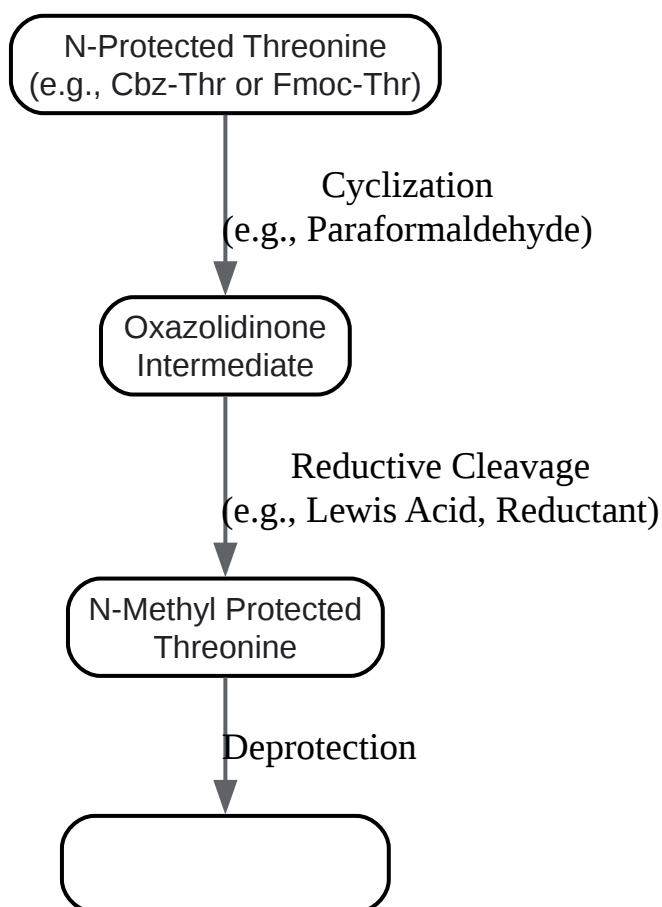 N-Protected Threonine
(e.g., Cbz-Thr or Fmoc-Thr)
Cyclization
(e.g., Paraformaldehyde)
Oxazolidinone
Intermediate
Reductive Cleavage
(e.g., Lewis Acid, Reductant)
N-Methyl Protected
Threonine
Deprotection